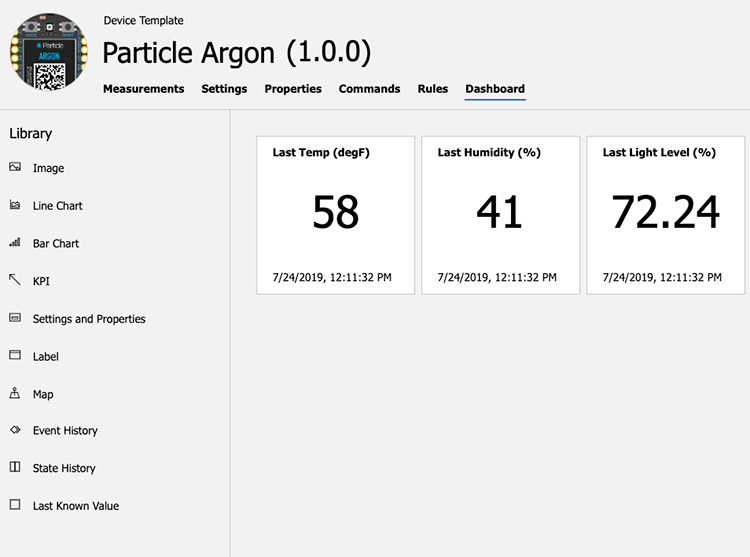 Device Template
Particle Argon (1.0.0)
Measurements Settings Properties Commands Rules Dashboard
Particle
ARGON
Library
Image
Line Chart
Bar Chart
KPI
Settings and Properties
Label
Map
Event History
State History
Last Known Value
Last Temp (degF)
58
7/24/2019, 12:11:32 PM
Last Humidity (%)
41
7/24/2019, 12:11:32 PM
Last Light Level (%)
72.24
7/24/2019, 12:11:32 PM